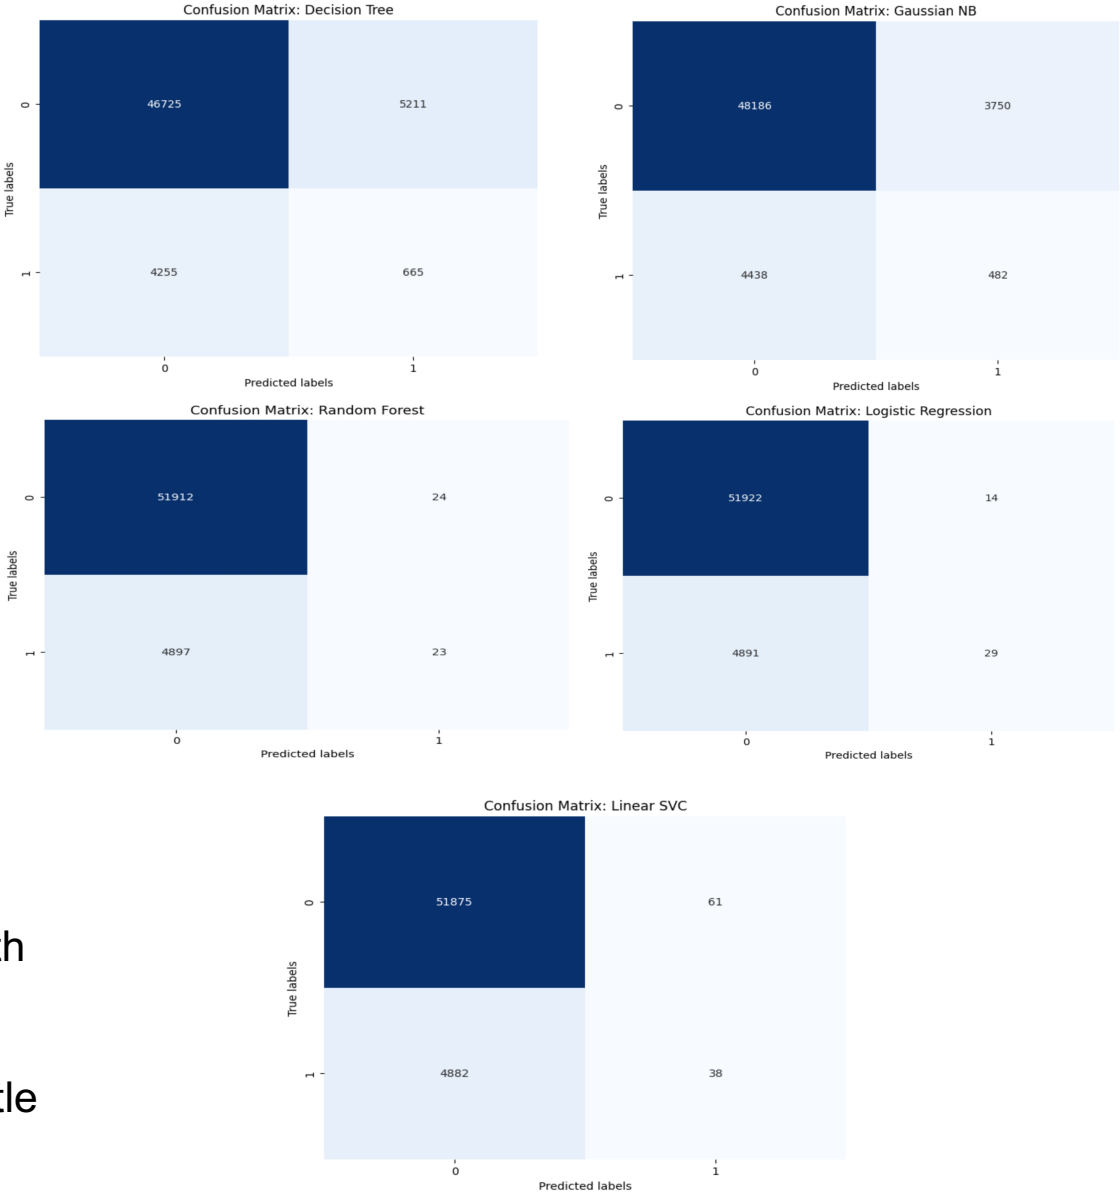 Confusion Matrix: Decision Tree
0
46725
5211
True labels
1
4255
665
0
1
Predicted labels
Confusion Matrix: Gaussian NB
0
48186
3750
True labels
1
4438
482
0
1
Predicted labels
Confusion Matrix: Random Forest
0
51912
24
True labels
1
4897
23
0
1
Predicted labels
Confusion Matrix: Logistic Regression
0
51922
14
True labels
1
4891
29
0
1
Predicted labels
Confusion Matrix: Linear SVC
0
51875
61
True labels
1
4882
38
0
1
Predicted labels